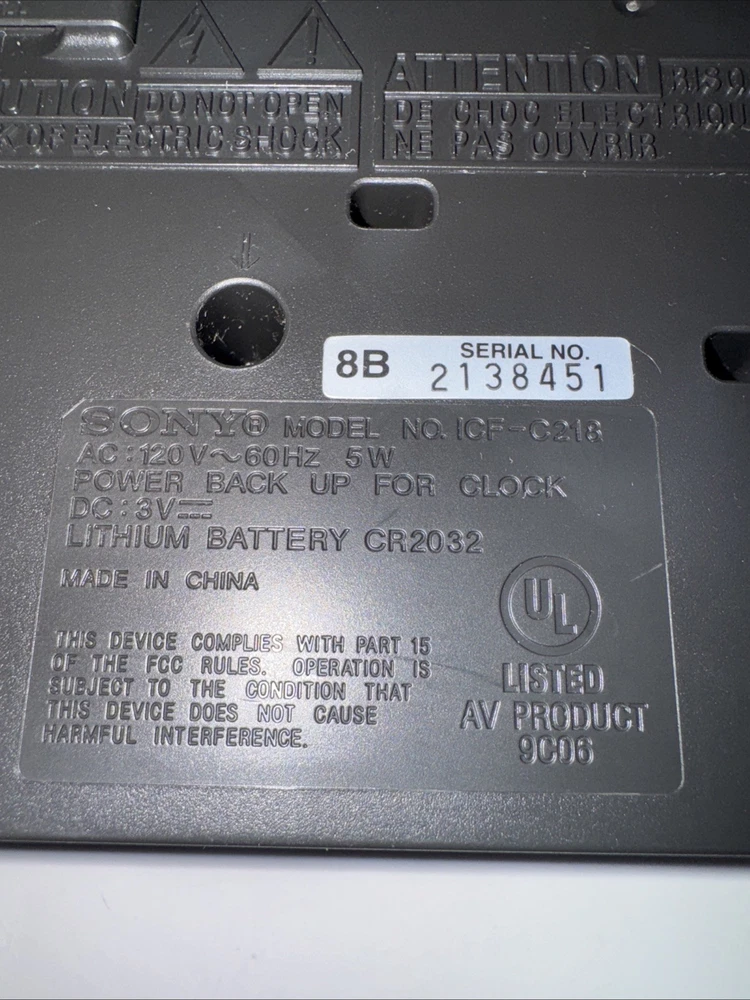 UTION DO NOT OPEN
K OF ELECTRIC SHOCK
ATTENTION RISQ
DE CHOC ELECTRIQU
NE PAS OUVRIR
8B SERIAL NO.
2138451
SONY® MODEL NO. ICF-C218
AC : 120V~60Hz 5W
POWER BACK UP FOR CLOCK
DC : 3V⎓
LITHIUM BATTERY CR2032
MADE IN CHINA
THIS DEVICE COMPLIES WITH PART 15
OF THE FCC RULES. OPERATION IS
SUBJECT TO THE CONDITION THAT
THIS DEVICE DOES NOT CAUSE
HARMFUL INTERFERENCE.
UL
LISTED
AV PRODUCT
9C06